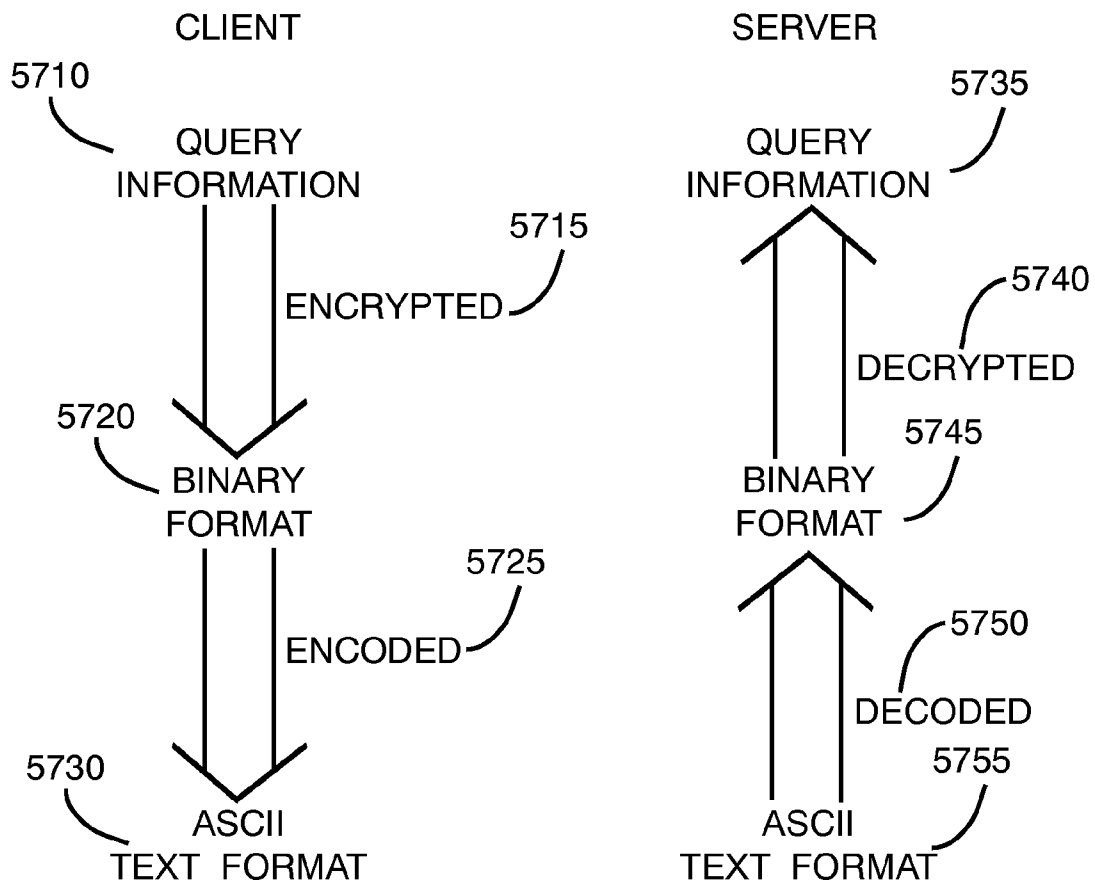 CLIENT
5710
QUERY
INFORMATION
5715
ENCRYPTED
5720
BINARY
FORMAT
5725
ENCODED
5730
ASCII
TEXT FORMAT
SERVER
5735
QUERY
INFORMATION
5740
DECRYPTED
5745
BINARY
FORMAT
5750
DECODED
5755
ASCII
TEXT FORMAT